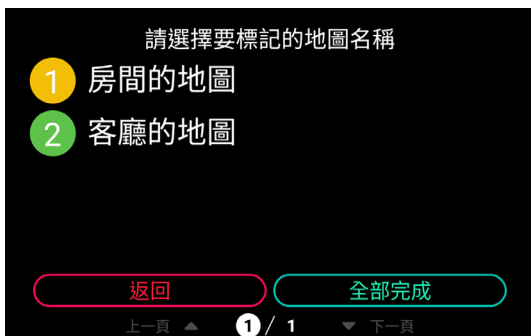 請選擇要標記的地圖名稱
1 房間的地圖
2 客廳的地圖
返回 全部完成
上一頁 ▲ 1 / 1 ▼ 下一頁